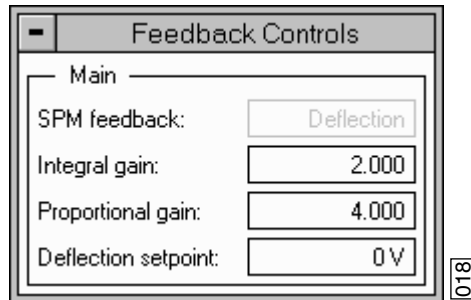 Feedback Controls
Main
SPM feedback: Deflection
Integral gain: 2.000
Proportional gain: 4.000
Deflection setpoint: 0 V
018